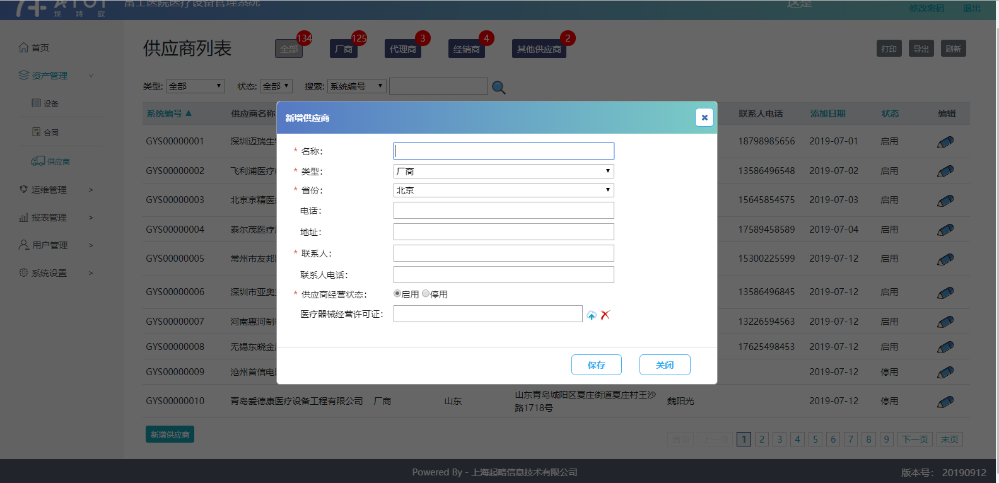 富士医院医疗设备管理系统
这是
修改密码 退出
埃 特 欧
首页
资产管理
设备
合同
供应商
运维管理 >
报表管理 >
用户管理 >
系统设置 >
供应商列表
全部 134
厂商 125
代理商 3
经销商 4
其他供应商 2
打印 导出 刷新
类型: 全部 状态: 全部 搜索: 系统编号
系统编号 ▲ 供应商名称 联系人电话 添加日期 状态 编辑
GYS00000001 深圳迈瑞生 18798985656 2019-07-01 启用
GYS00000002 飞利浦医疗 13586496548 2019-07-02 启用
GYS00000003 北京京精医 15645854575 2019-07-03 启用
GYS00000004 泰尔茂医疗 17589458589 2019-07-04 启用
GYS00000005 常州市友邦 15300225599 2019-07-12 启用
GYS00000006 深圳市亚奥 13586496845 2019-07-12 启用
GYS00000007 河南惠河制 13226594563 2019-07-12 启用
GYS00000008 无锡东晓金 17625498453 2019-07-12 启用
GYS00000009 沧州首信电 2019-07-12 停用
GYS00000010 青岛爱德康医疗设备工程有限公司 厂商 山东 山东青岛城阳区夏庄街道夏庄村王沙路1718号 魏阳光 2019-07-12 停用
新增供应商
× 
* 名称:
* 类型: 厂商
* 省份: 北京
电话:
地址:
* 联系人:
联系人电话:
* 供应商经营状态: 启用 停用
医疗器械经营许可证:
保存 关闭
新增供应商
首页 上一页 1 2 3 4 5 6 7 8 9 下一页 末页
Powered By - 上海起略信息技术有限公司
版本号: 20190912